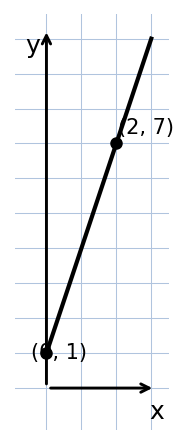 y
(2, 7)
(0, 1)
x